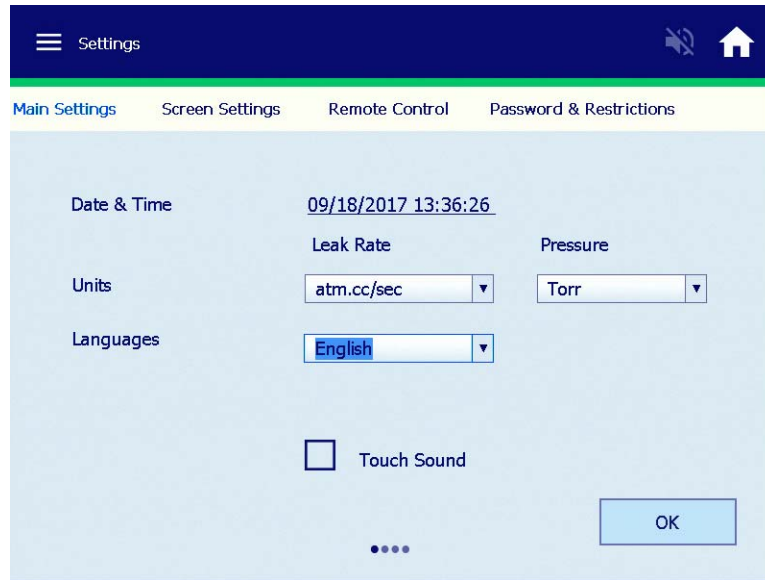 Settings
Main Settings Screen Settings Remote Control Password & Restrictions
Date & Time 09/18/2017 13:36:26
Leak Rate Pressure
Units atm.cc/sec Torr
Languages English
Touch Sound
OK